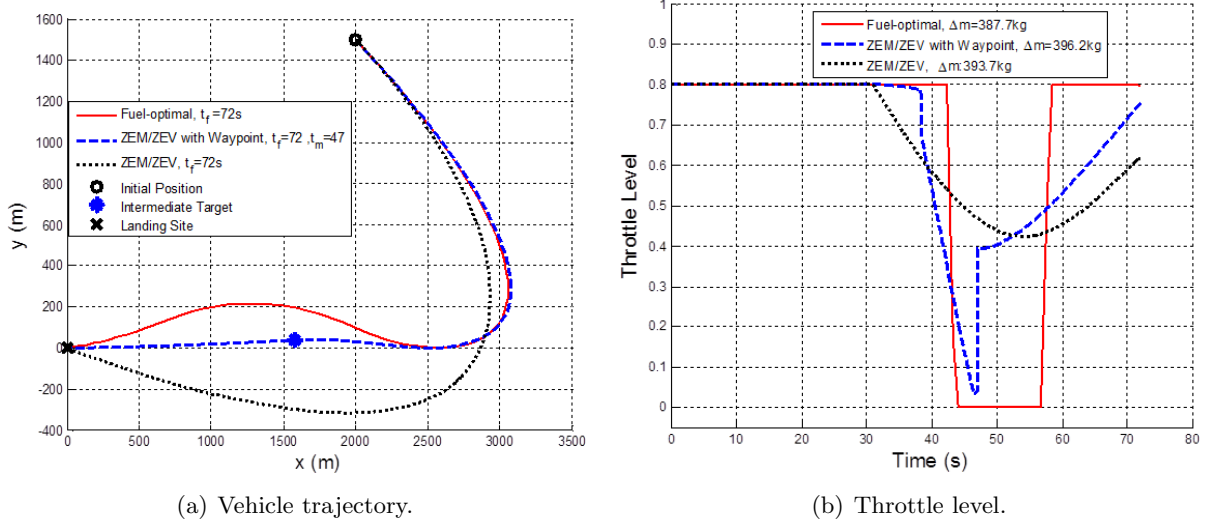 1600
1400
1200
1000
800
600
400
200
0
-200
-400
y (m)
Fuel-optimal, t_f =72s
ZEM/ZEV with Waypoint, t_f=72 ,t_m=47
ZEM/ZEV, t_f=72s
Initial Position
Intermediate Target
Landing Site
0 500 1000 1500 2000 2500 3000 3500
x (m)
(a) Vehicle trajectory.
1
0.9
0.8
0.7
0.6
0.5
0.4
0.3
0.2
0.1
0
Throttle Level
Fuel-optimal, Δm=387.7kg
ZEM/ZEV with Waypoint, Δm=396.2kg
ZEM/ZEV, Δm:393.7kg
0 10 20 30 40 50 60 70 80
Time (s)
(b) Throttle level.